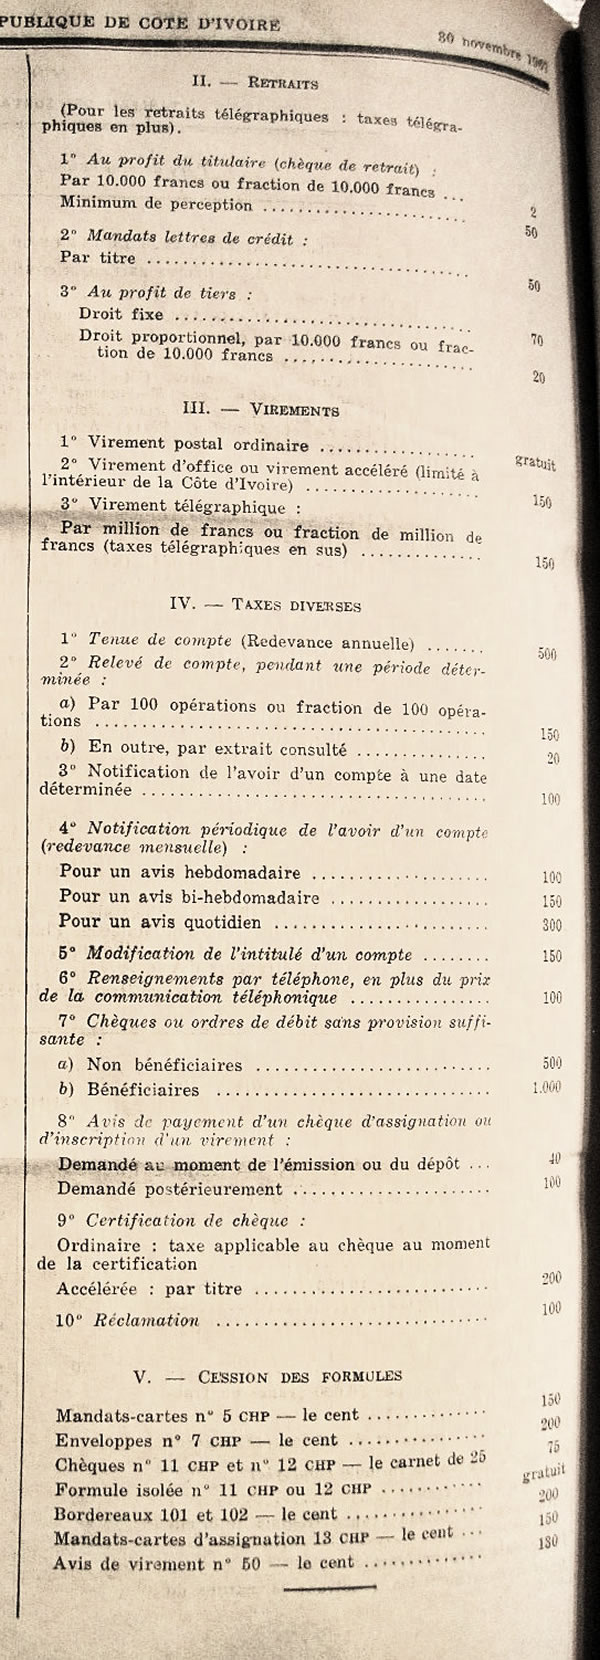 PUBLIQUE DE COTE D'IVOIRE
30 novembre
II. — RETRAITS
(Pour les retraits télégraphiques : taxes télégra-
phiques en plus).
1° Au profit du titulaire (chèque de retrait) :
Par 10.000 francs ou fraction de 10.000 francs ... 2
Minimum de perception .................... 50
2° Mandats lettres de crédit :
Par titre .................... 50
3° Au profit de tiers :
Droit fixe .................... 70
Droit proportionnel, par 10.000 francs ou frac-
tion de 10.000 francs .................... 20
III. — VIREMENTS
1° Virement postal ordinaire .................... gratuit
2° Virement d'office ou virement accéléré (limité à
l'intérieur de la Côte d'Ivoire) .................... 150
3° Virement télégraphique :
Par million de francs ou fraction de million de
francs (taxes télégraphiques en sus) ............. 150
IV. — TAXES DIVERSES
1° Tenue de compte (Redevance annuelle) ....... 500
2° Relevé de compte, pendant une période déter-
minée :
a) Par 100 opérations ou fraction de 100 opéra-
tions .................... 150
b) En outre, par extrait consulté .............. 20
3° Notification de l'avoir d'un compte à une date
déterminée .................... 100
4° Notification périodique de l'avoir d'un compte
(redevance mensuelle) :
Pour un avis hebdomadaire .................... 100
Pour un avis bi-hebdomadaire .................... 150
Pour un avis quotidien .................... 300
5° Modification de l'intitulé d'un compte ........ 150
6° Renseignements par téléphone, en plus du prix
de la communication téléphonique ................ 100
7° Chèques ou ordres de débit sans provision suffi-
sante :
a) Non bénéficiaires .................... 500
b) Bénéficiaires .................... 1.000
8° Avis de payement d'un chèque d'assignation ou
d'inscription d'un virement :
Demandé au moment de l'émission ou du dépôt ... 40
Demandé postérieurement .................... 100
9° Certification de chèque :
Ordinaire : taxe applicable au chèque au moment
de la certification
Accélérée : par titre .................... 200
10° Réclamation .................... 100
V. — CESSION DES FORMULES
Mandats-cartes n° 5 CHP — le cent .............. 150
Enveloppes n° 7 CHP — le cent ................ 200
Chèques n° 11 CHP et n° 12 CHP — le carnet de 25 75
Formule isolée n° 11 CHP ou 12 CHP ............ gratuit
Bordereaux 101 et 102 — le cent ................ 200
Mandats-cartes d'assignation 13 CHP — le cent ... 150
Avis de virement n° 50 — le cent .............. 130